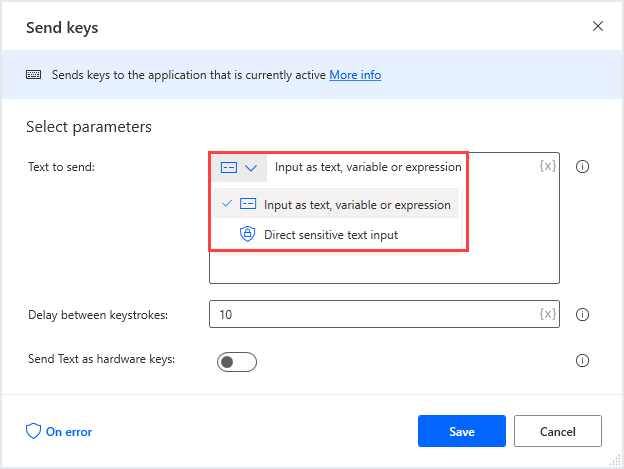 Send keys
Sends keys to the application that is currently active More info
Select parameters
Text to send:
Input as text, variable or expression
{x}
Input as text, variable or expression
Direct sensitive text input
Delay between keystrokes:
10
{x}
Send Text as hardware keys:
On error
Save
Cancel